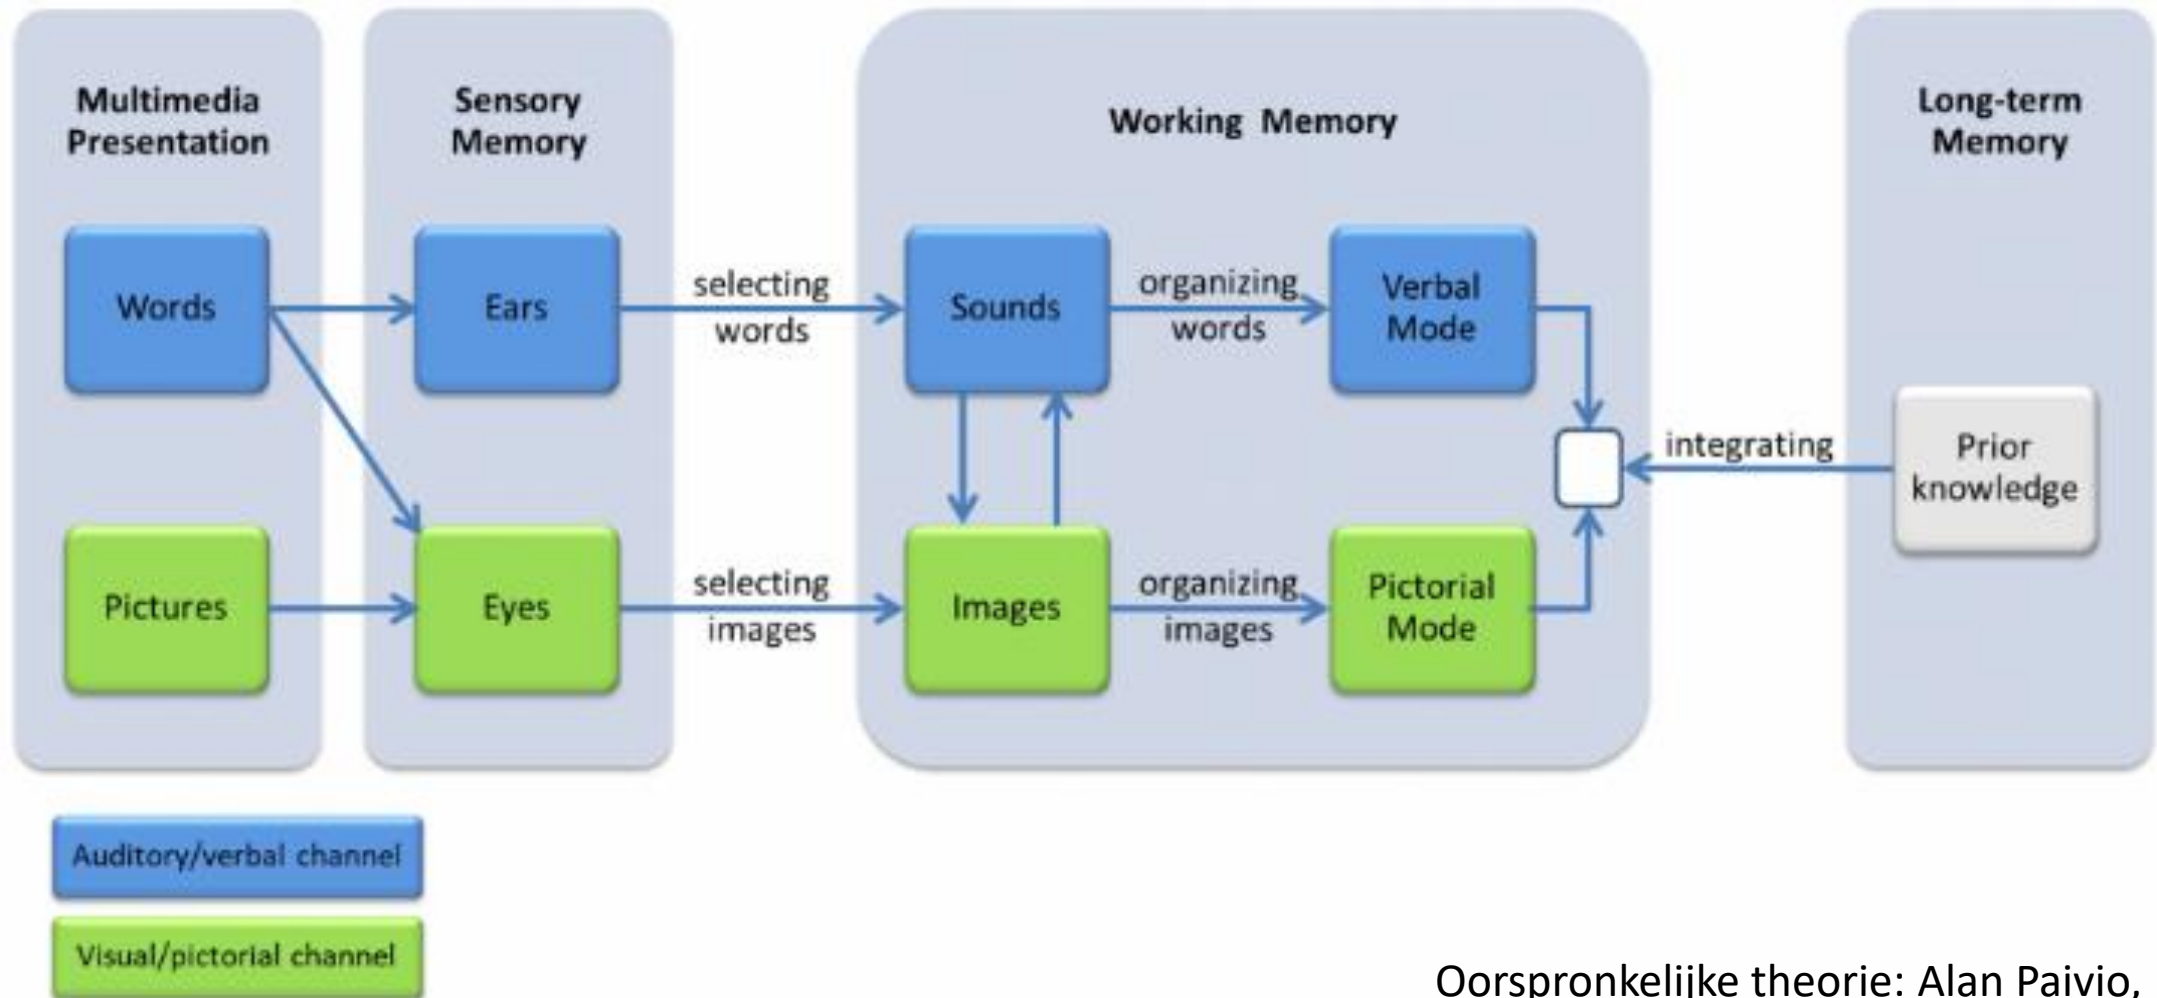 Multimedia
Presentation
Sensory
Memory
Working Memory
Long-term
Memory
Words
Ears
selecting
words
Sounds
organizing
words
Verbal
Mode
integrating
Prior
knowledge
Pictures
Eyes
selecting
images
Images
organizing
images
Pictorial
Mode
Auditory/verbal channel
Visual/pictorial channel
Oorspronkelijke theorie: Alan Paivio,